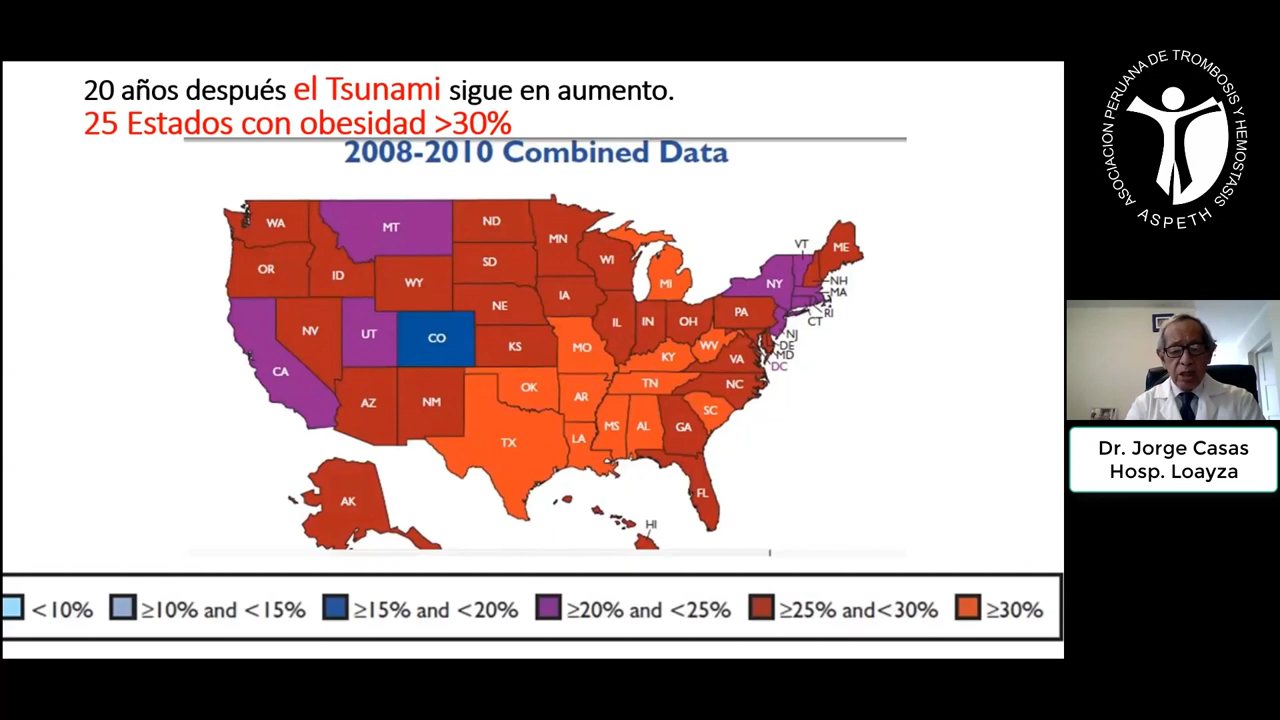 20 años después el Tsunami sigue en aumento.
25 Estados con obesidad >30%
2008-2010 Combined Data
WA
MT
ND
MN
OR
ID
WY
SD
WI
MI
VT
ME
NH
MA
NY
RI
CT
NV
UT
CO
NE
IA
IL
IN
OH
PA
NJ
DE
MD
DC
CA
KS
MO
KY
WV
VA
AZ
NM
OK
AR
TN
NC
SC
TX
LA
MS
AL
GA
FL
AK
HI
<10%
≥10% and <15%
≥15% and <20%
≥20% and <25%
≥25% and<30%
≥30%
ASOCIACION PERUANA DE TROMBOSIS Y HEMOSTASIS
ASPETH
Dr. Jorge Casas
Hosp. Loayza